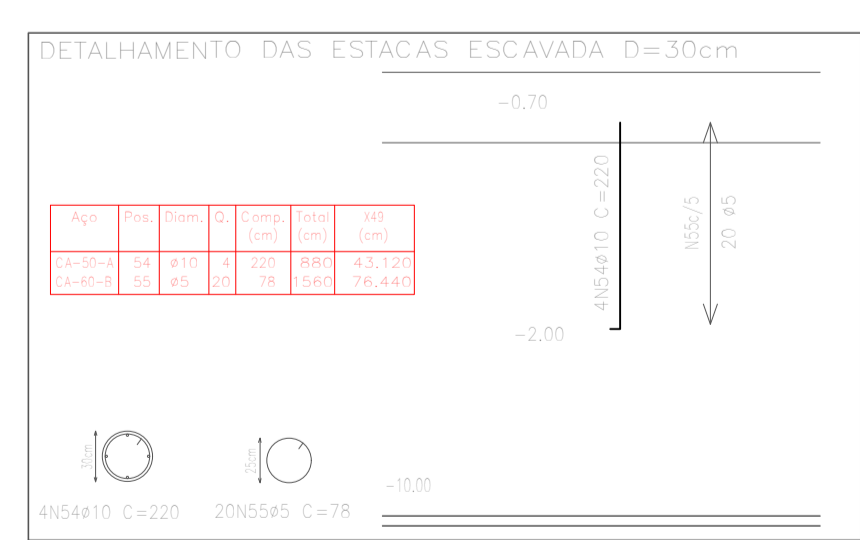 DETALHAMENTO DAS ESTACAS ESCAVADA D=30cm
-0.70
Aço Pos. Diam. Q. Comp. (cm) Total (cm) X49 (cm)
CA-50-A 54 ø10 4 220 880 43.120
CA-60-B 55 ø5 20 78 1560 76.440
4N54ø10 C=220
N55c/5
20 ø5
-2.00
30cm
25cm
-10.00
4N54ø10 C=220
20N55ø5 C=78